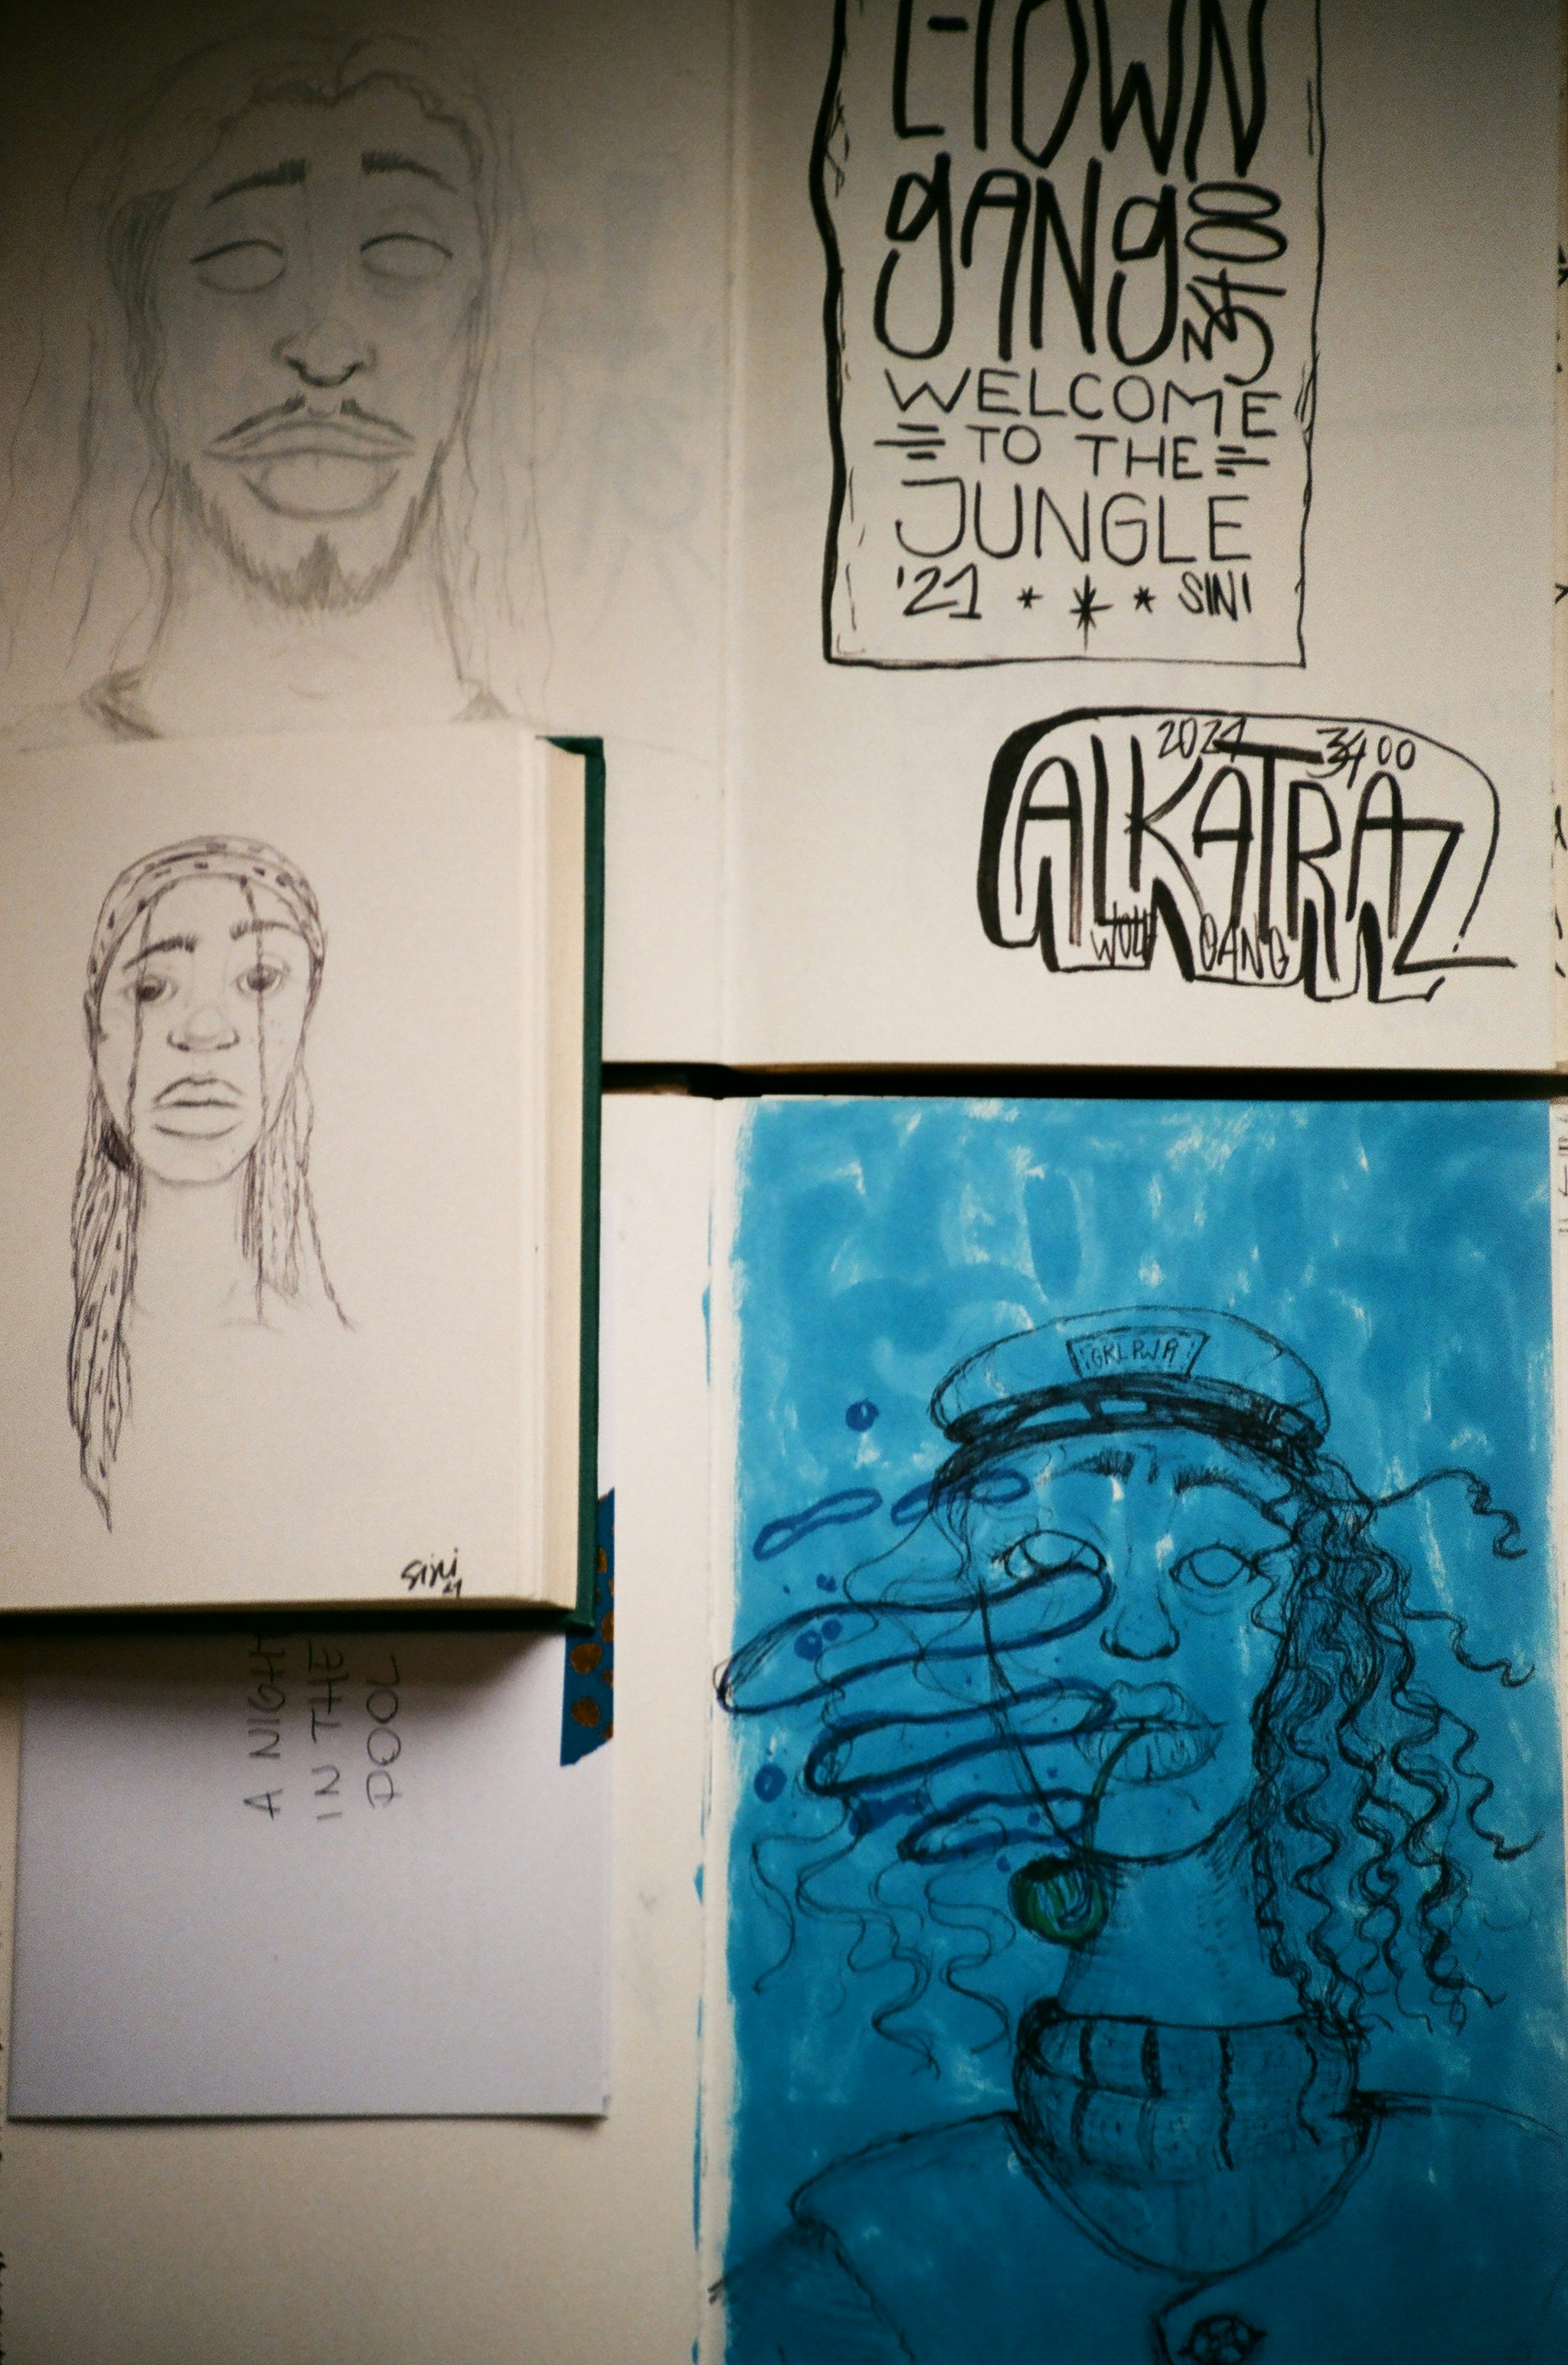 L-TOWN
gANg
3400
WELCOME
TO THE
JUNGLE
'21 SINI
2021 3400
ALKATRAZ
WOLF GANG
sini
21
GRLPWR
A NIGHT
IN THE
POOL